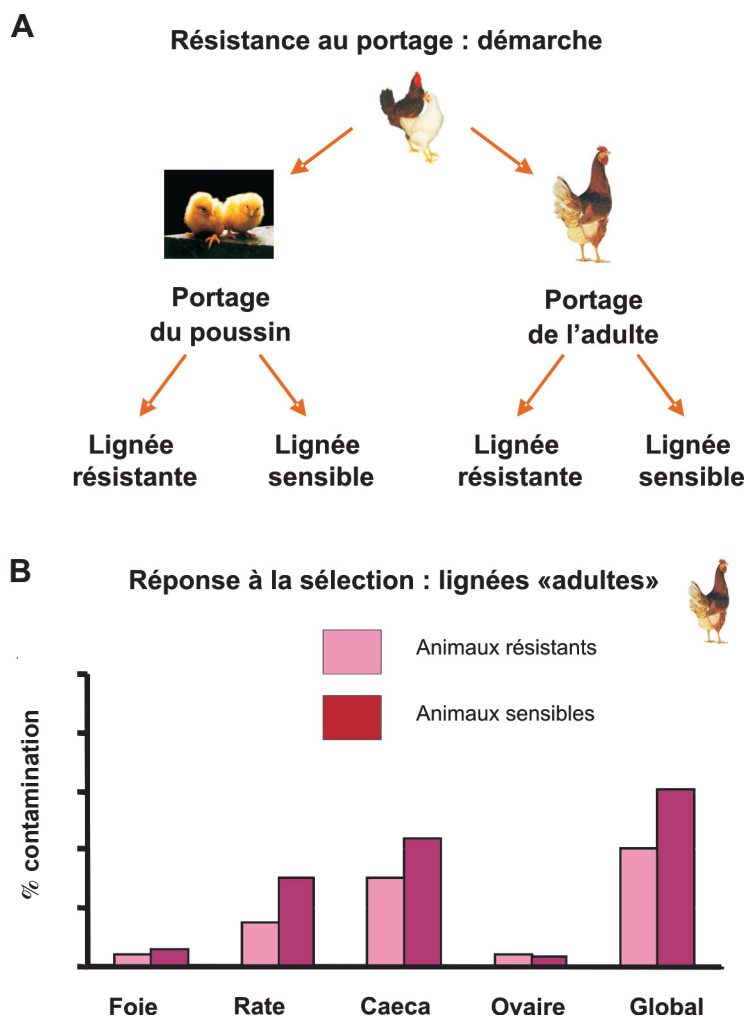 A
Résistance au portage : démarche
Portage
du poussin
Portage
de l’adulte
Lignée
résistante
Lignée
sensible
Lignée
résistante
Lignée
sensible
B
Réponse à la sélection : lignées «adultes»
Animaux résistants
Animaux sensibles
% contamination
Foie Rate Caeca Ovaire Global